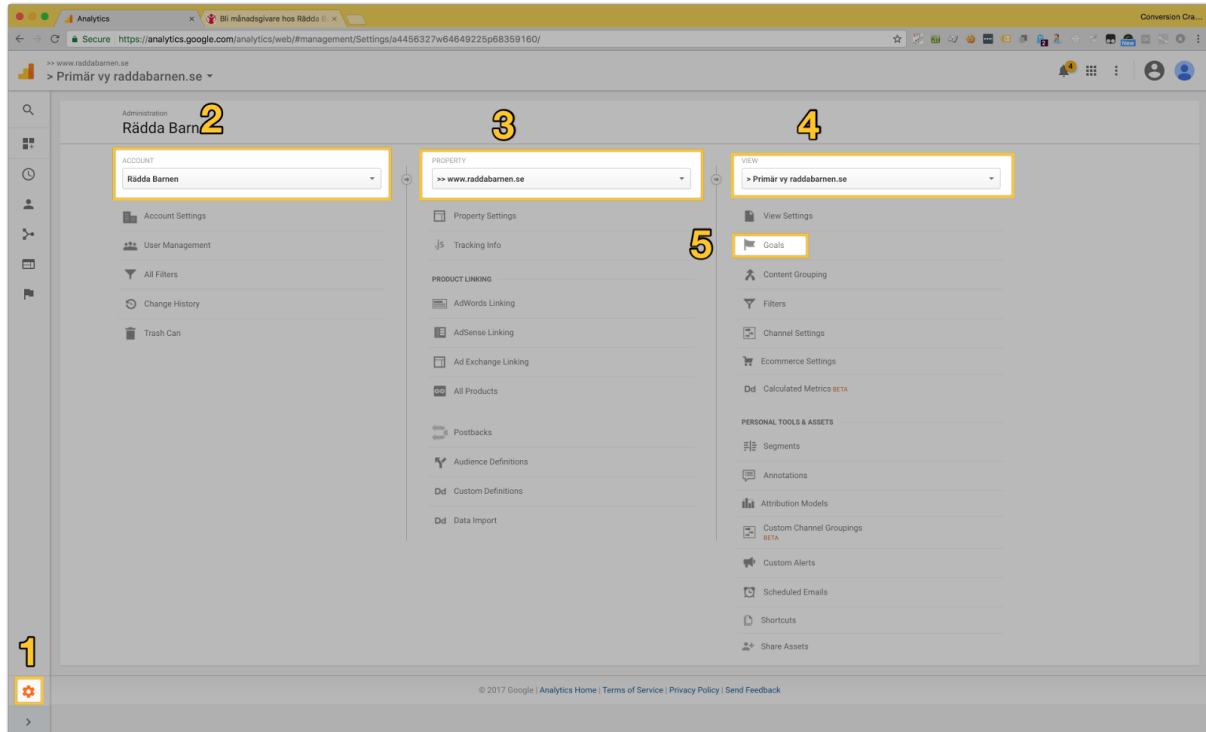 Analytics
Bli månadsgivare hos Rädda B
Conversion Cra...
Secure
https://analytics.google.com/analytics/web/#management/Settings/a4456327w64649225p68359160/
>> www.raddabarnen.se
> Primär vy raddabarnen.se
4
Administration
Rädda Barn
2
3
4
ACCOUNT
Rädda Barnen
Account Settings
User Management
All Filters
Change History
Trash Can
PROPERTY
>> www.raddabarnen.se
Property Settings
.js Tracking Info
PRODUCT LINKING
AdWords Linking
AdSense Linking
Ad Exchange Linking
All Products
Postbacks
Audience Definitions
Dd Custom Definitions
Dd Data Import
VIEW
> Primär vy raddabarnen.se
View Settings
5
Goals
Content Grouping
Filters
Channel Settings
Ecommerce Settings
Dd Calculated Metrics BETA
PERSONAL TOOLS & ASSETS
Segments
Annotations
Attribution Models
Custom Channel Groupings
BETA
Custom Alerts
Scheduled Emails
Shortcuts
Share Assets
1
© 2017 Google | Analytics Home | Terms of Service | Privacy Policy | Send Feedback